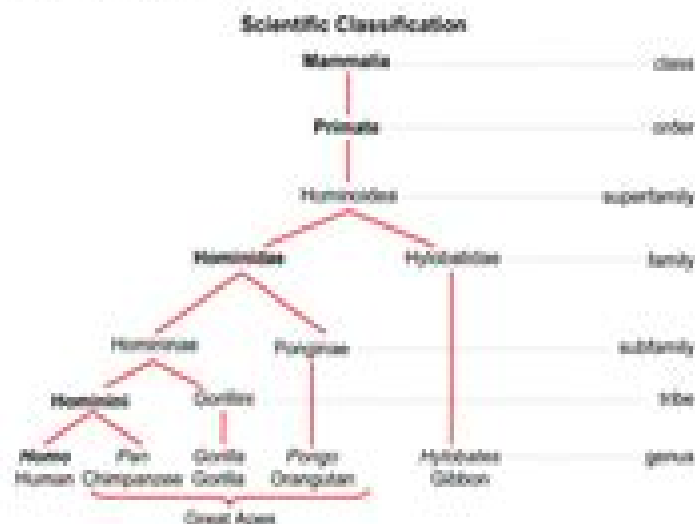 Scientific Classification
Mammalia class
Primate order
Hominoidea superfamily
Hominidae Hylobatidae family
Homininae Ponginae subfamily
Hominini Gorillini tribe
Homo Pan Gorilla Pongo Hylobates genus
Human Chimpanzee Gorilla Orangutan Gibbon
Great Apes